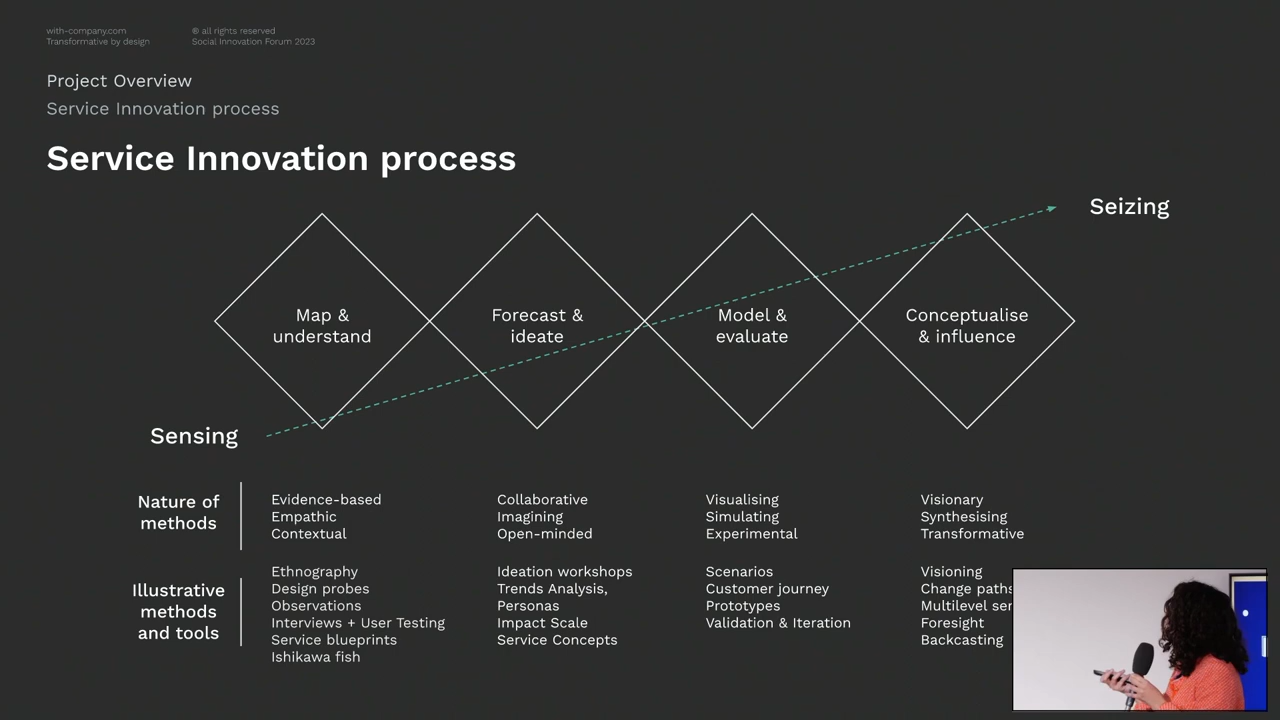 with-company.com
Transformative by design
® all rights reserved
Social Innovation Forum 2023
Project Overview
Service Innovation process
Service Innovation process
Seizing
Map &
understand
Forecast &
ideate
Model &
evaluate
Conceptualise
& influence
Sensing
Nature of
methods
Evidence-based
Empathic
Contextual
Collaborative
Imagining
Open-minded
Visualising
Simulating
Experimental
Visionary
Synthesising
Transformative
Illustrative
methods
and tools
Ethnography
Design probes
Observations
Interviews + User Testing
Service blueprints
Ishikawa fish
Ideation workshops
Trends Analysis,
Personas
Impact Scale
Service Concepts
Scenarios
Customer journey
Prototypes
Validation & Iteration
Visioning
Change paths
Multilevel
Foresight
Backcasting